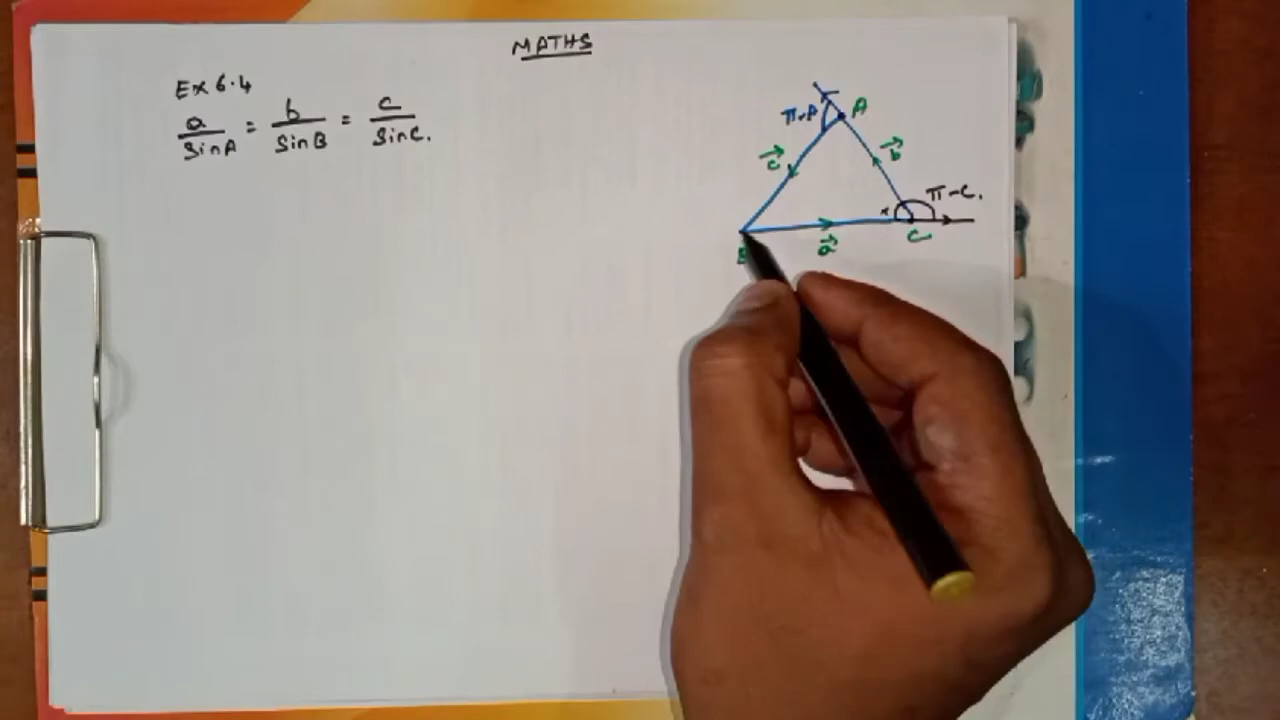 MATHS
Ex 6.4
a/SinA = b/SinB = c/SinC.
A
π-A
c⃗
b⃗
π-C.
a⃗
C
B